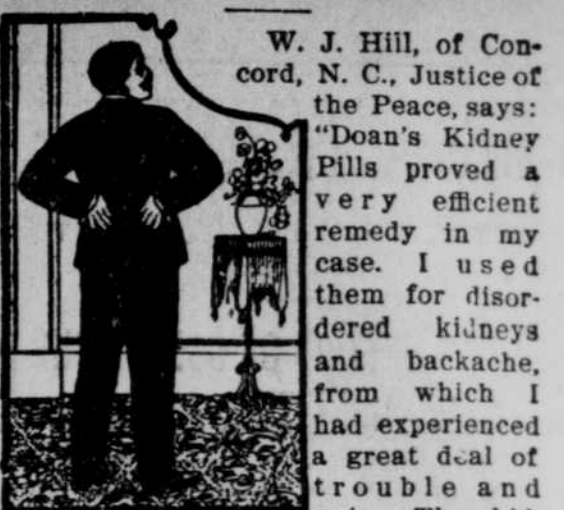 W. J. Hill, of Con-
cord, N. C., Justice of
the Peace, says:
"Doan's Kidney
Pills proved a
very efficient
remedy in my
case. I used
them for disor-
dered kidneys
and backache,
from which I
had experienced
a great deal of
trouble and